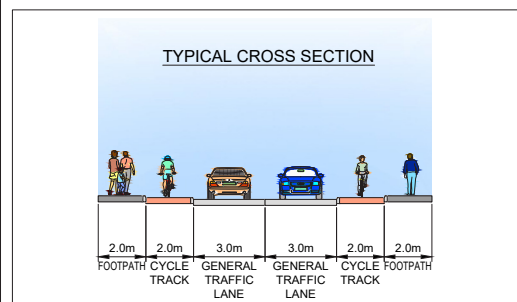 TYPICAL CROSS SECTION
2.0m 2.0m 3.0m 3.0m 2.0m 2.0m
FOOTPATH CYCLE GENERAL GENERAL CYCLE FOOTPATH
TRACK TRAFFIC TRAFFIC TRACK
LANE LANE